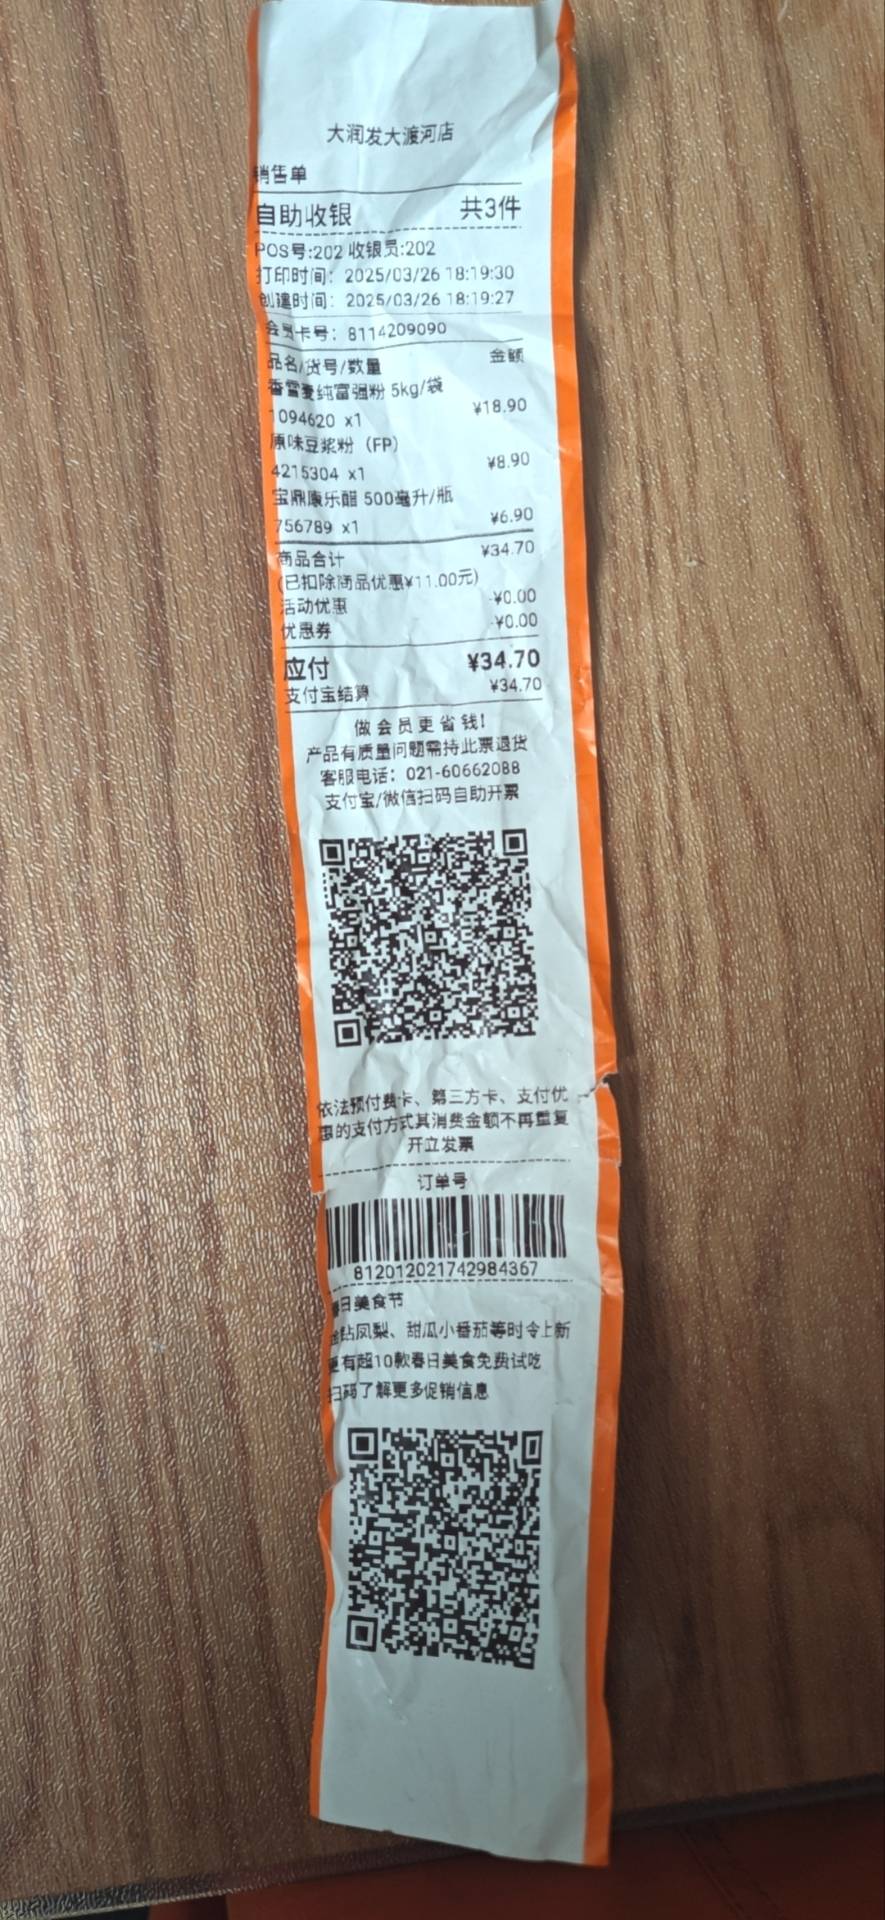 大润发大渡河店
销售单
自助收银 共3件
POS号:202 收银员:202
打印时间: 2025/03/26 18:19:30
创建时间: 2025/03/26 18:19:27
会员卡号: 8114209090
品名/货号/数量 金额
香雪麦纯富强粉 5kg/袋
1094620 x1 ¥18.90
原味豆浆粉 (FP)
4215304 x1 ¥8.90
宝鼎康乐醋 500毫升/瓶
756789 x1 ¥6.90
商品合计 ¥34.70
(已扣除商品优惠¥11.00元)
活动优惠 -¥0.00
优惠券 -¥0.00
应付 ¥34.70
支付宝结算 ¥34.70
做会员更省钱!
产品有质量问题需持此票退货
客服电话: 021-60662088
支付宝/微信扫码自助开票
依法预付费卡、第三方卡、支付优
惠的支付方式其消费金额不再重复
开立发票
订单号
812012021742984367
春日美食节
金钻凤梨、甜瓜小番茄等时令上新
更有超10款春日美食免费试吃
扫码了解更多促销信息